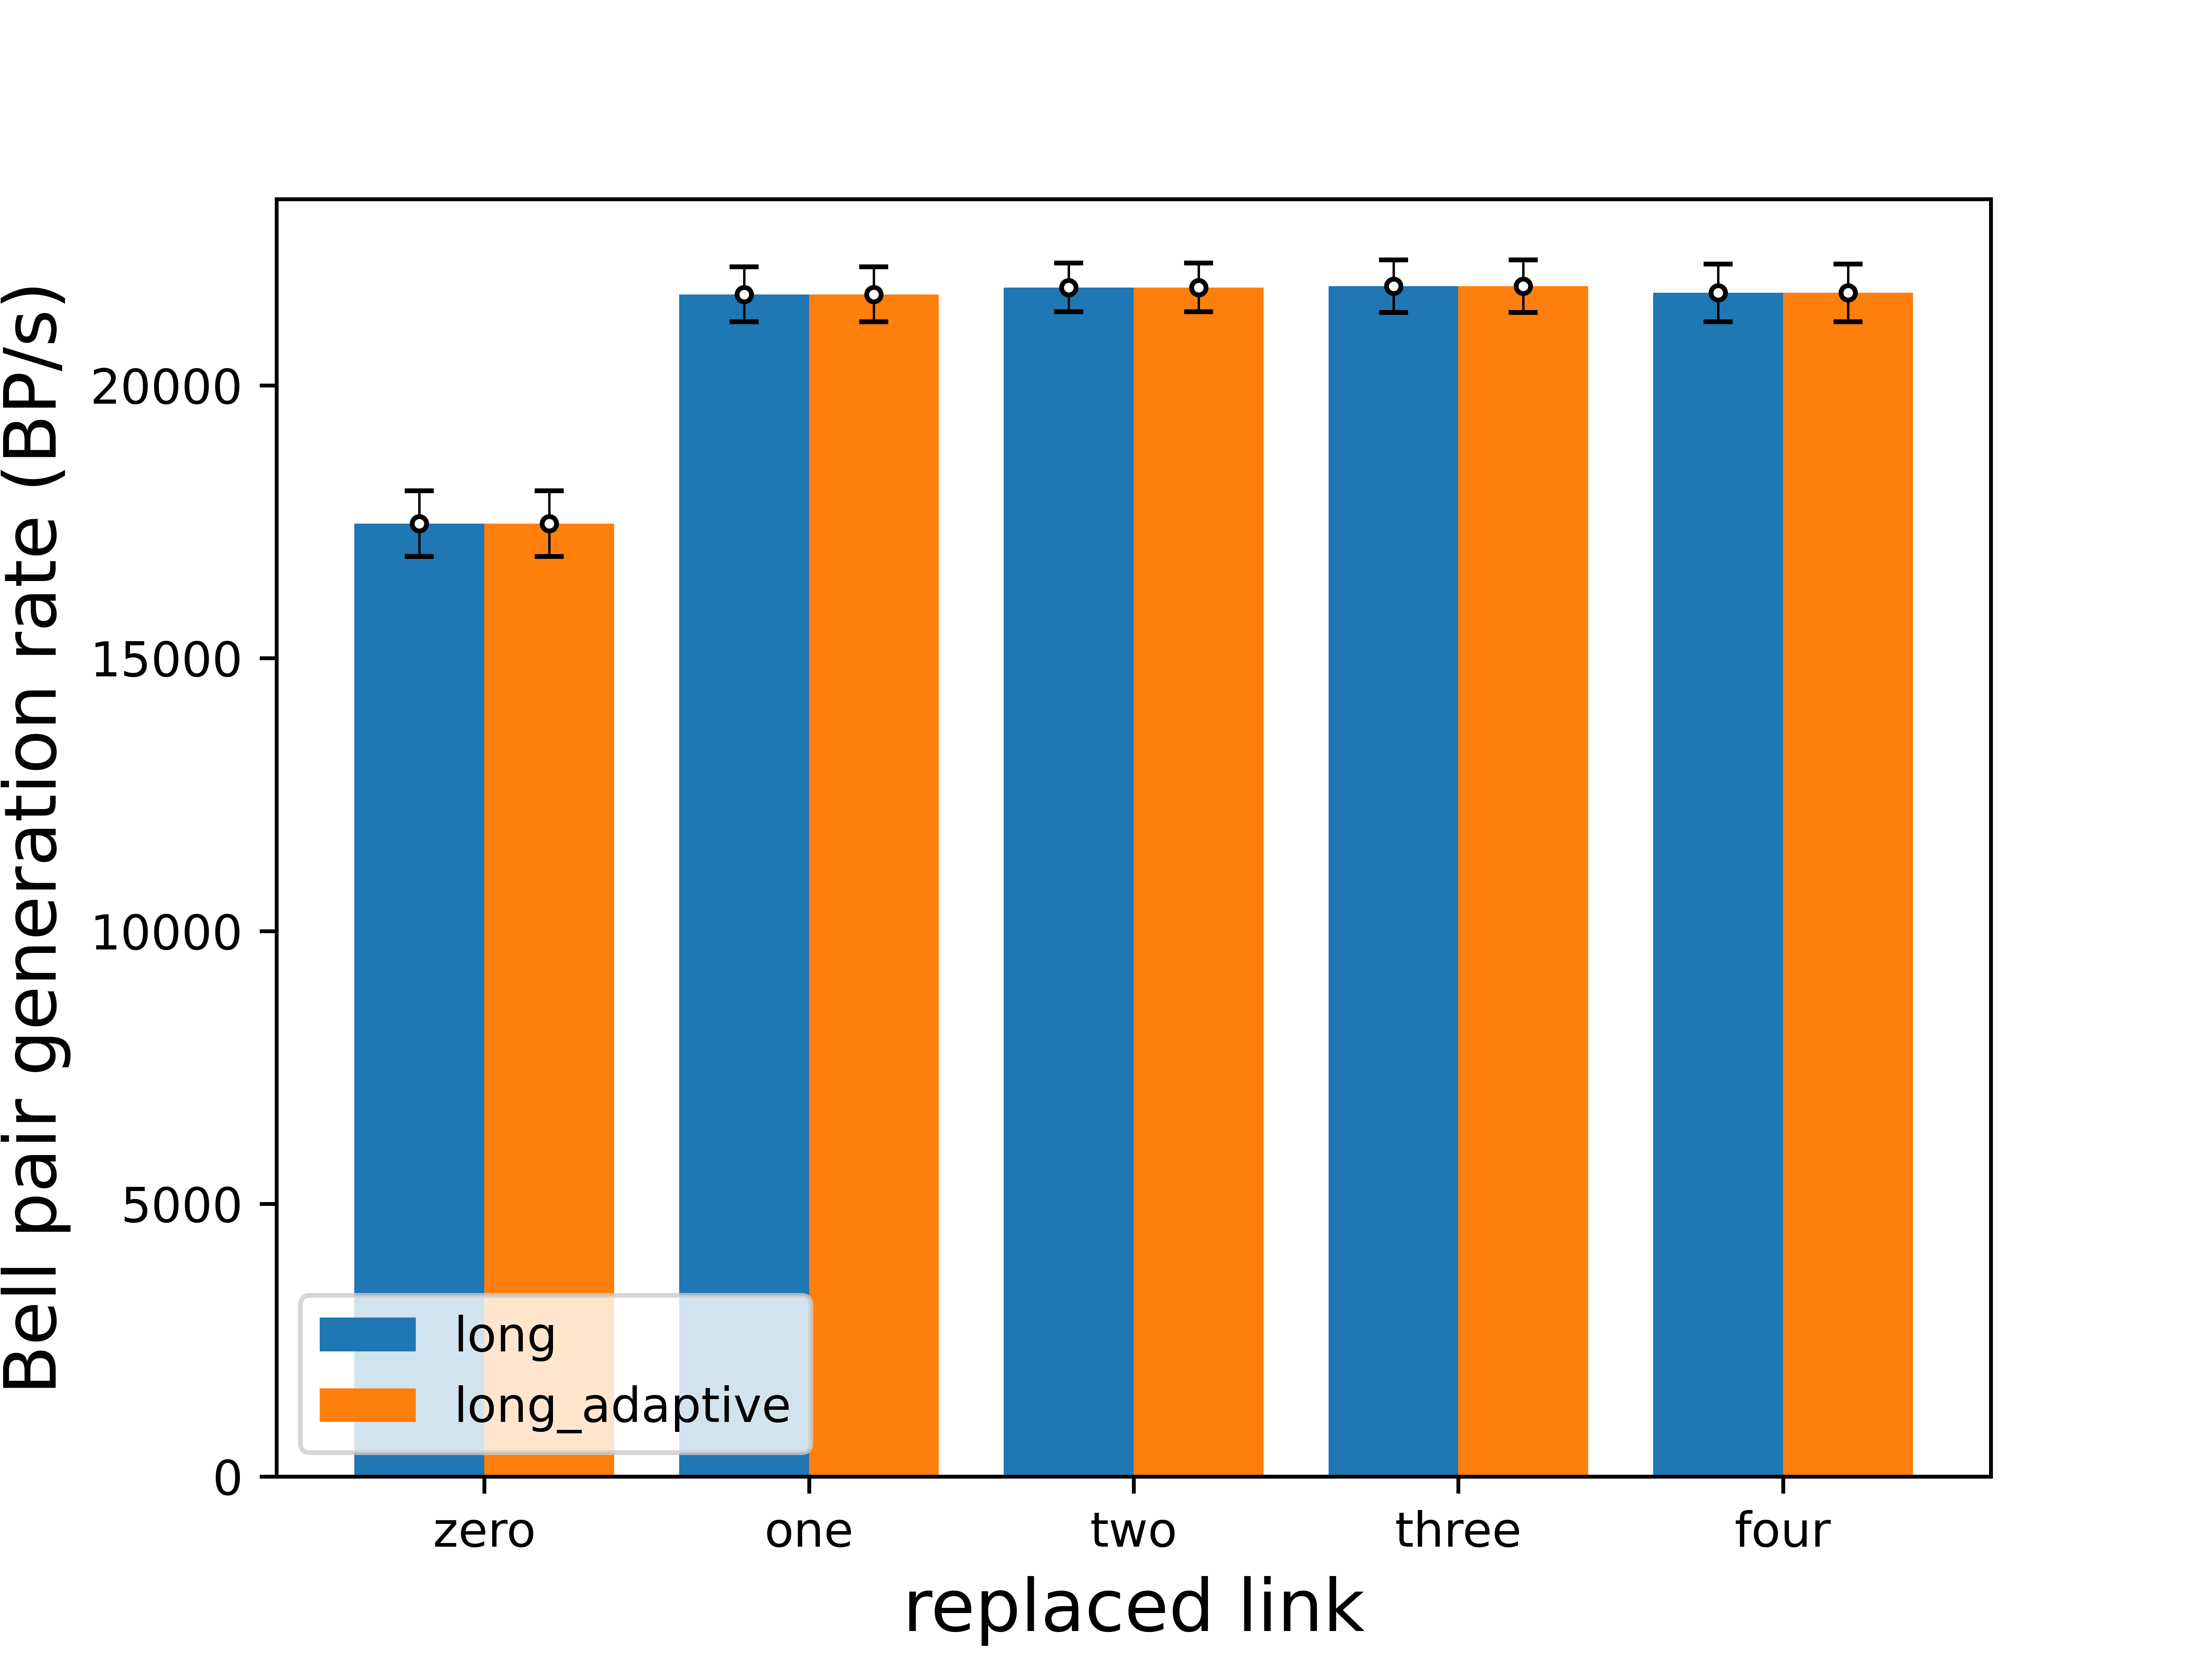 Bell pair generation rate (BP/s)
20000
15000
10000
5000
0
long
long_adaptive
zero one two three four
replaced link